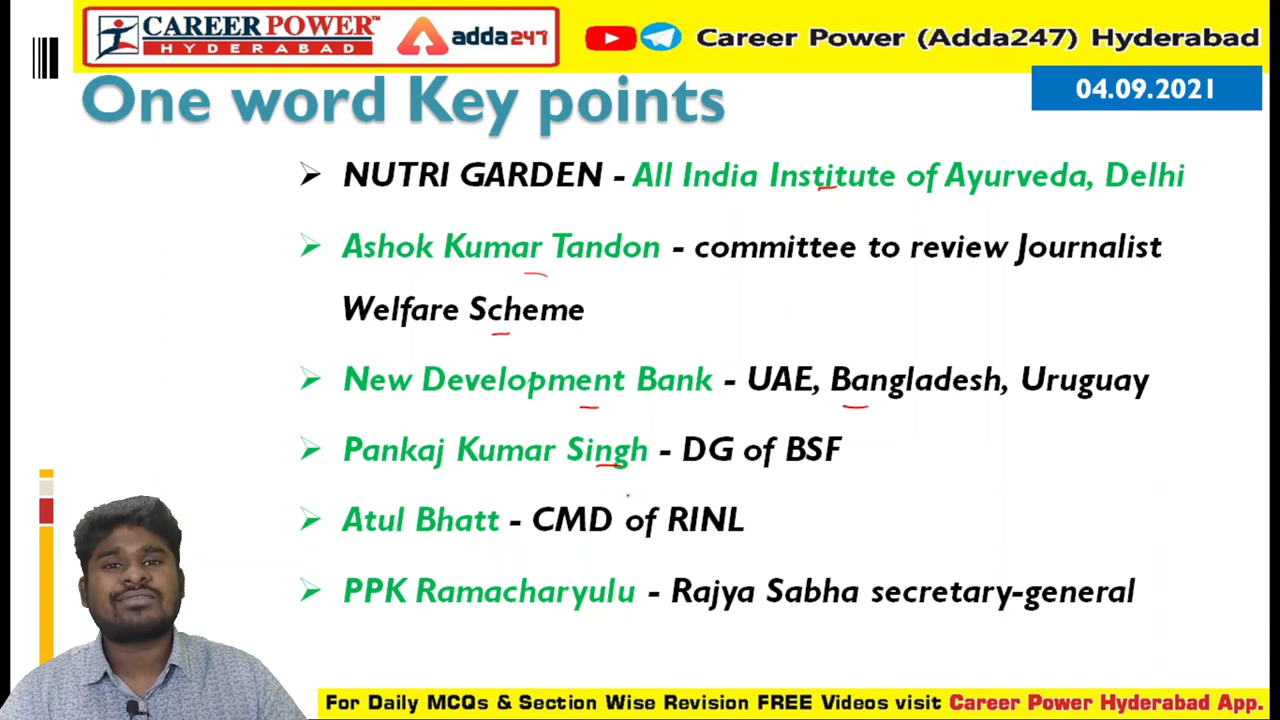 CAREER POWER™
HYDERABAD
adda247
Career Power (Adda247) Hyderabad
One word Key points
04.09.2021
NUTRI GARDEN - All India Institute of Ayurveda, Delhi
Ashok Kumar Tandon - committee to review Journalist
Welfare Scheme
New Development Bank - UAE, Bangladesh, Uruguay
Pankaj Kumar Singh - DG of BSF
Atul Bhatt - CMD of RINL
PPK Ramacharyulu - Rajya Sabha secretary-general
For Daily MCQs & Section Wise Revision FREE Videos visit Career Power Hyderabad App.